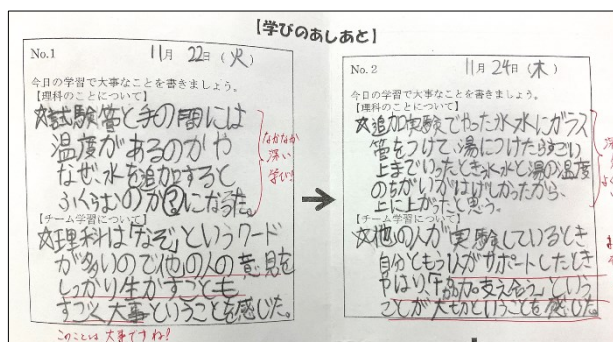 【学びのあしあと】
No.1 11月 22日 (火)
今日の学習で大事なことを書きましょう。
【理科のことについて】
☆試験管と手の間には
温度があるのかや
なぜ、水を追加すると
ふくらむのが?になった。
なかなか
深い
学び!
【チーム学習について】
☆理科は「なぞ」というワード
が多いので他の人の意見を
しっかり生かすことも
すごく大事ということを感じた。
このことは大事ですね!
No.2 11月 24日 (木)
今日の学習で大事なことを書きましょう。
【理科のことについて】
☆追加実験でやった氷水にガラス
管をつけて、湯につけたらすごい
上までいったとき氷水と湯の温度
のちがいがはげしかったから、
上に上がったと思う。
【チーム学習について】
☆他の人が実験しているとき
自分ともう1人がサポートしたとき
やはり「協力、支え合う」という
ことが大切ということを感じた。